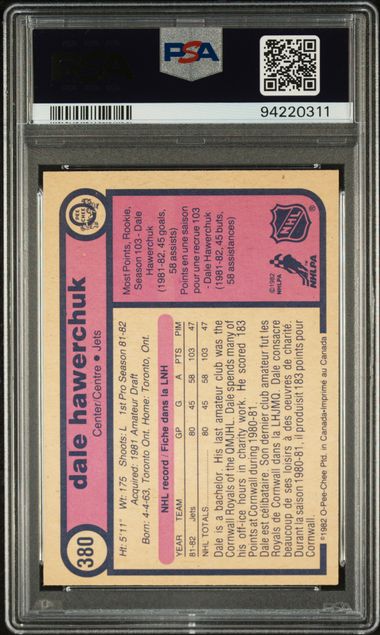 PSA
94220311
380
dale hawerchuk
Center/Centre • Jets
Ht: 5'11" Wt: 175 Shoots: L 1st Pro Season 81-82
Acquired: 1981 Amateur Draft
Born: 4-4-63, Toronto Ont. Home: Toronto, Ont.
NHL record / Fiche dans la LNH
YEAR TEAM GP G A PTS PIM
81-82 Jets 80 45 58 103 47
NHL TOTALS 80 45 58 103 47
Dale is a bachelor. His last amateur club was the
Cornwall Royals of the QMJHL. Dale spends many of
his off-ice hours in charity work. He scored 183
Points at Cornwall during 1980-81.
Dale est celibataire. Son dernier club amateur fut les
Royals de Cornwall dans la LHJMQ. Dale consacre
beaucoup de ses loisirs à des oeuvres de charité.
Durant la saison 1980-81, il produisit 183 points pour
Cornwall.
Most Points, Rookie,
Season 103 - Dale
Hawerchuk
(1981-82, 45 goals,
58 assists)
Points en une saison
pour une recrue 103
- Dale Hawerchuk
(1981-82, 45 buts,
58 assistances)
NHL
©1982
NHLPA
©1982 O-Pee-Chee Ptd. in Canada-Imprimé au Canada